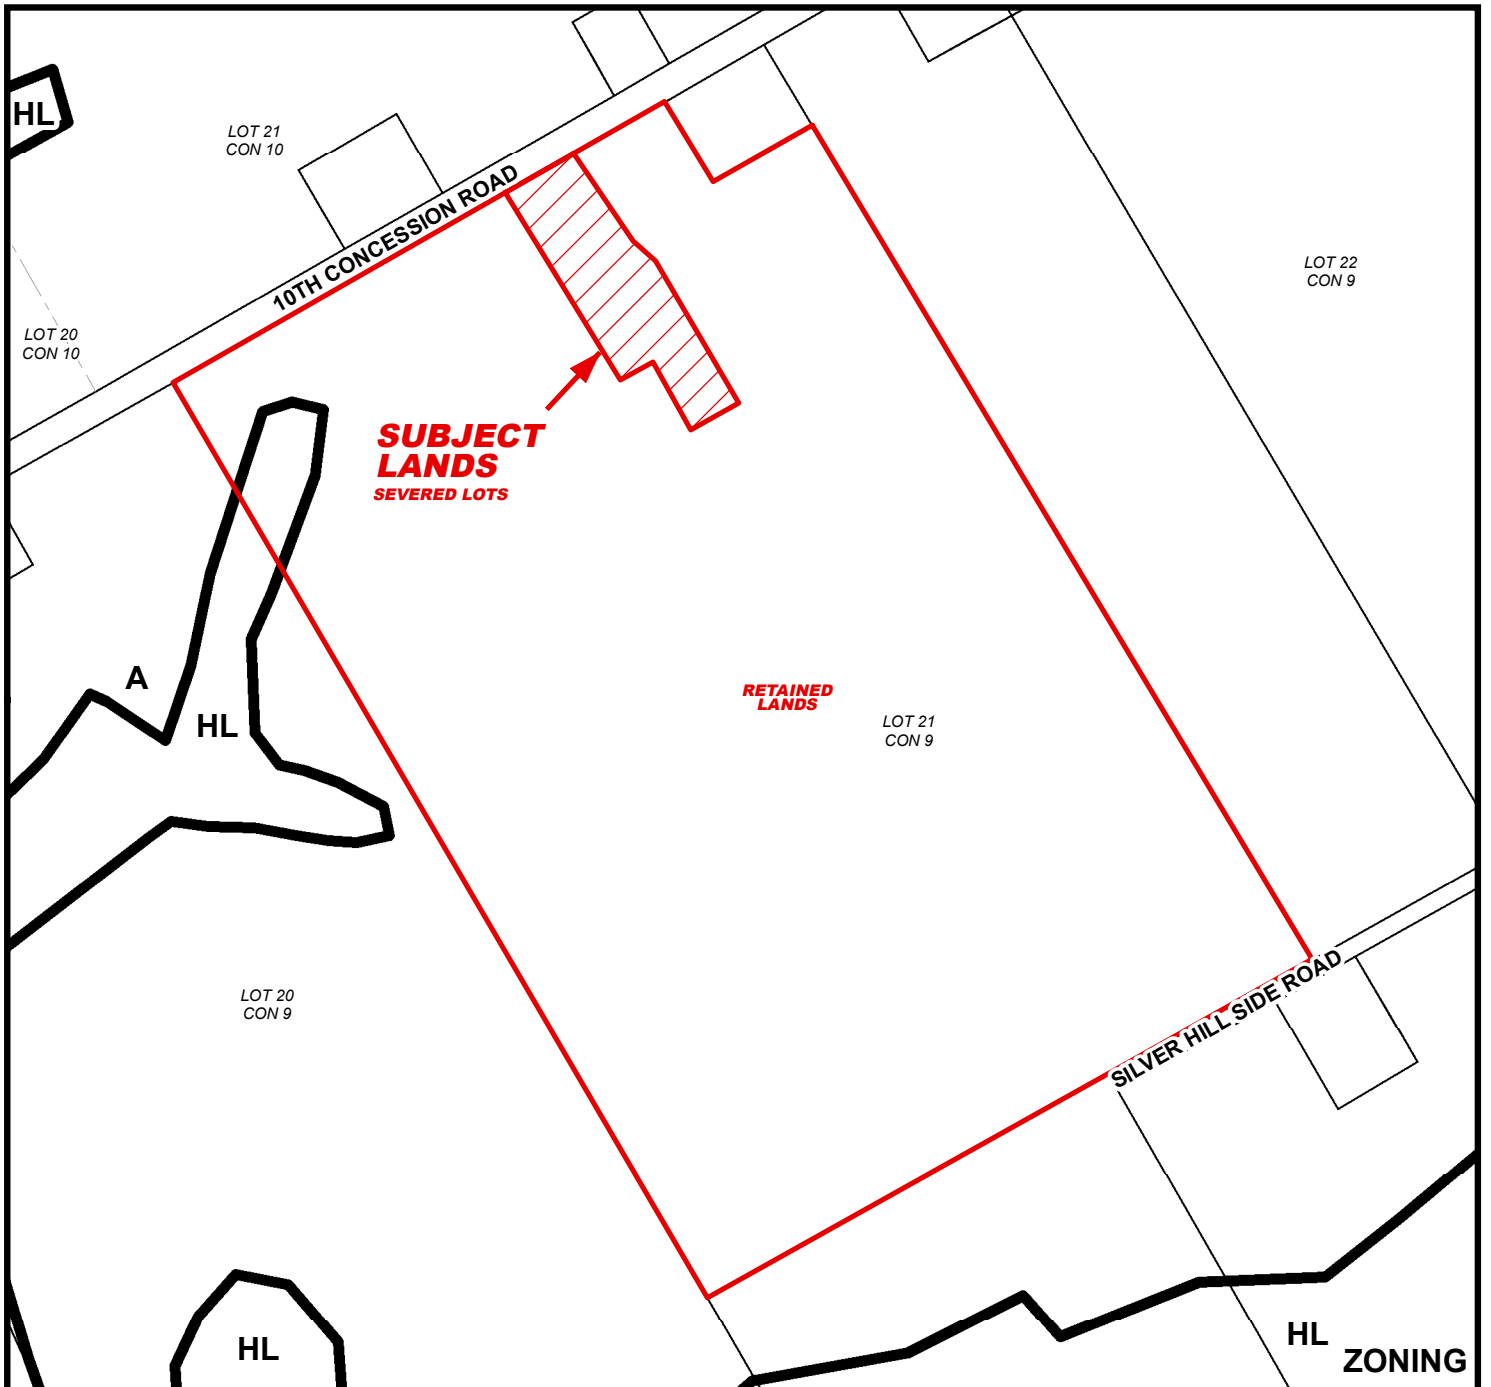 HL
LOT 21
CON 10
10TH CONCESSION ROAD
LOT 22
CON 9
LOT 20
CON 10
SUBJECT
LANDS
SEVERED LOTS
A
HL
RETAINED
LANDS
LOT 21
CON 9
LOT 20
CON 9
SILVER HILL SIDE ROAD
HL
HL
ZONING